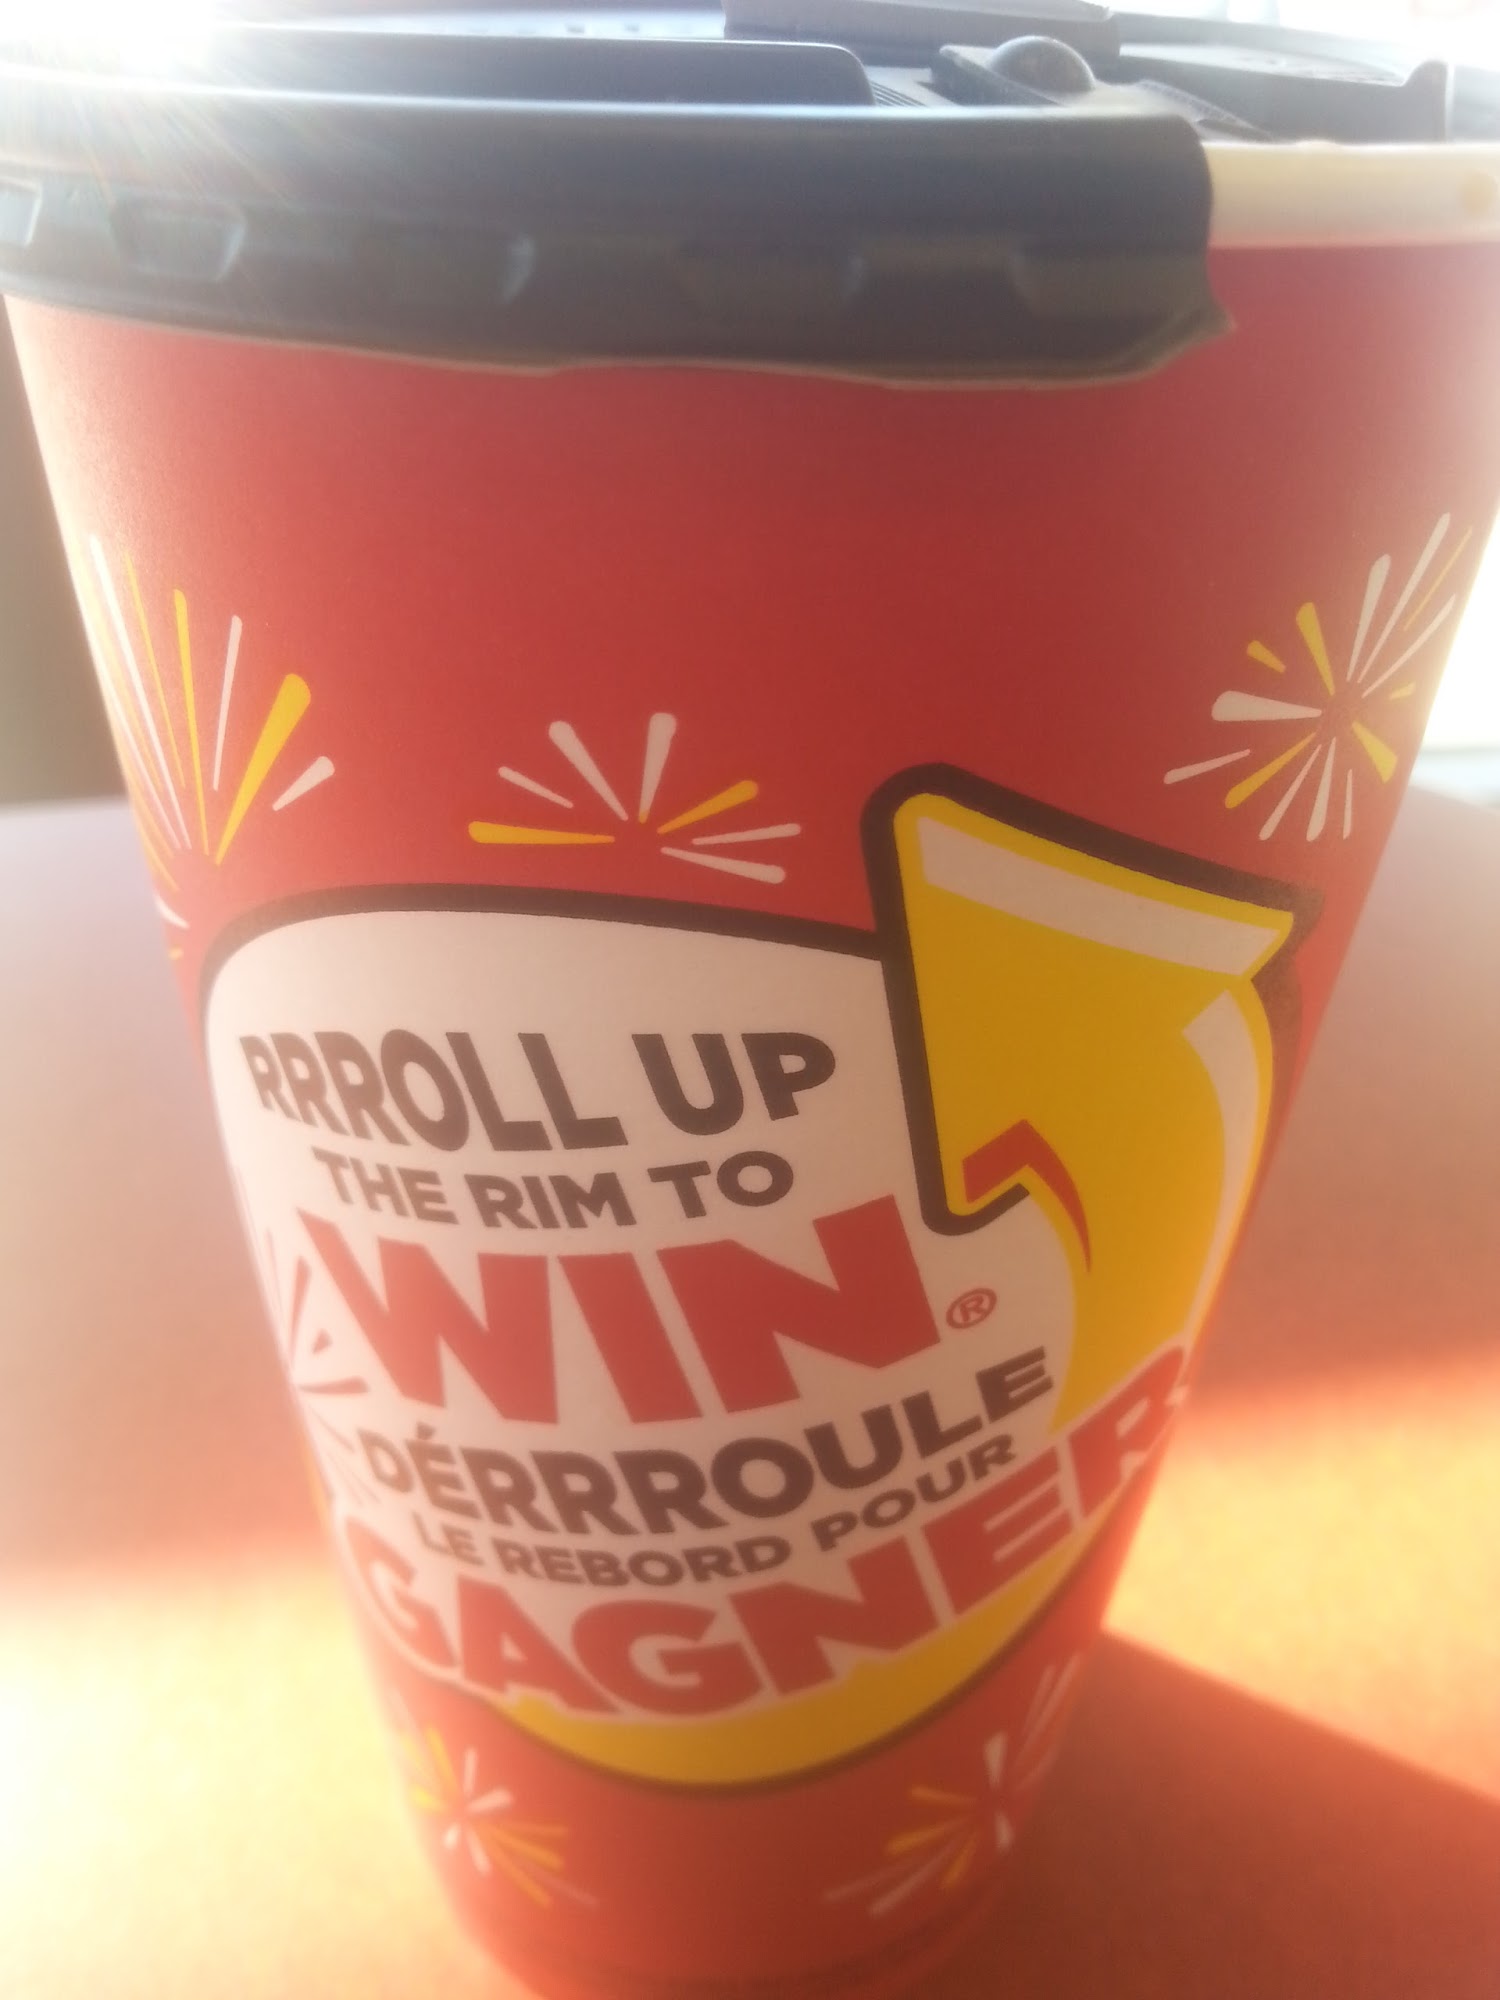 RRROLL UP
THE RIM TO
WIN®
DÉRRROULE
LE REBORD POUR
GAGNER